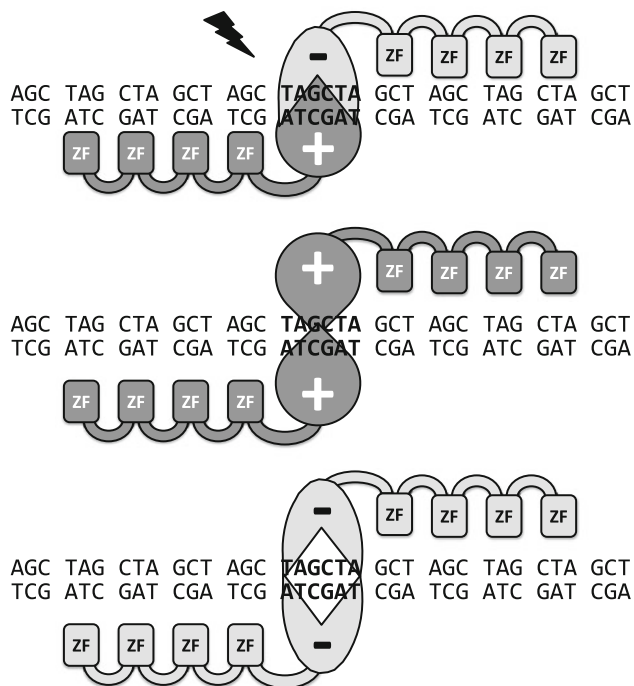 -
ZF ZF ZF ZF
AGC TAG CTA GCT AGC TAGCTA GCT AGC TAG CTA GCT
TCG ATC GAT CGA TCG ATCGAT CGA TCG ATC GAT CGA
ZF ZF ZF ZF +
+
ZF ZF ZF ZF
AGC TAG CTA GCT AGC TAGCTA GCT AGC TAG CTA GCT
TCG ATC GAT CGA TCG ATCGAT CGA TCG ATC GAT CGA
ZF ZF ZF ZF +
-
ZF ZF ZF ZF
AGC TAG CTA GCT AGC TAGCTA GCT AGC TAG CTA GCT
TCG ATC GAT CGA TCG ATCGAT CGA TCG ATC GAT CGA
ZF ZF ZF ZF -